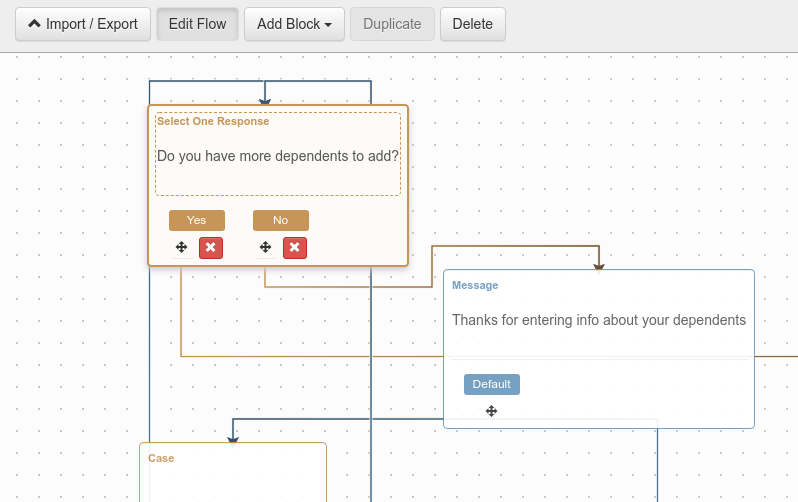 Import / Export
Edit Flow
Add Block
Duplicate
Delete
Select One Response
Do you have more dependents to add?
Yes
No
Message
Thanks for entering info about your dependents
Default
Case